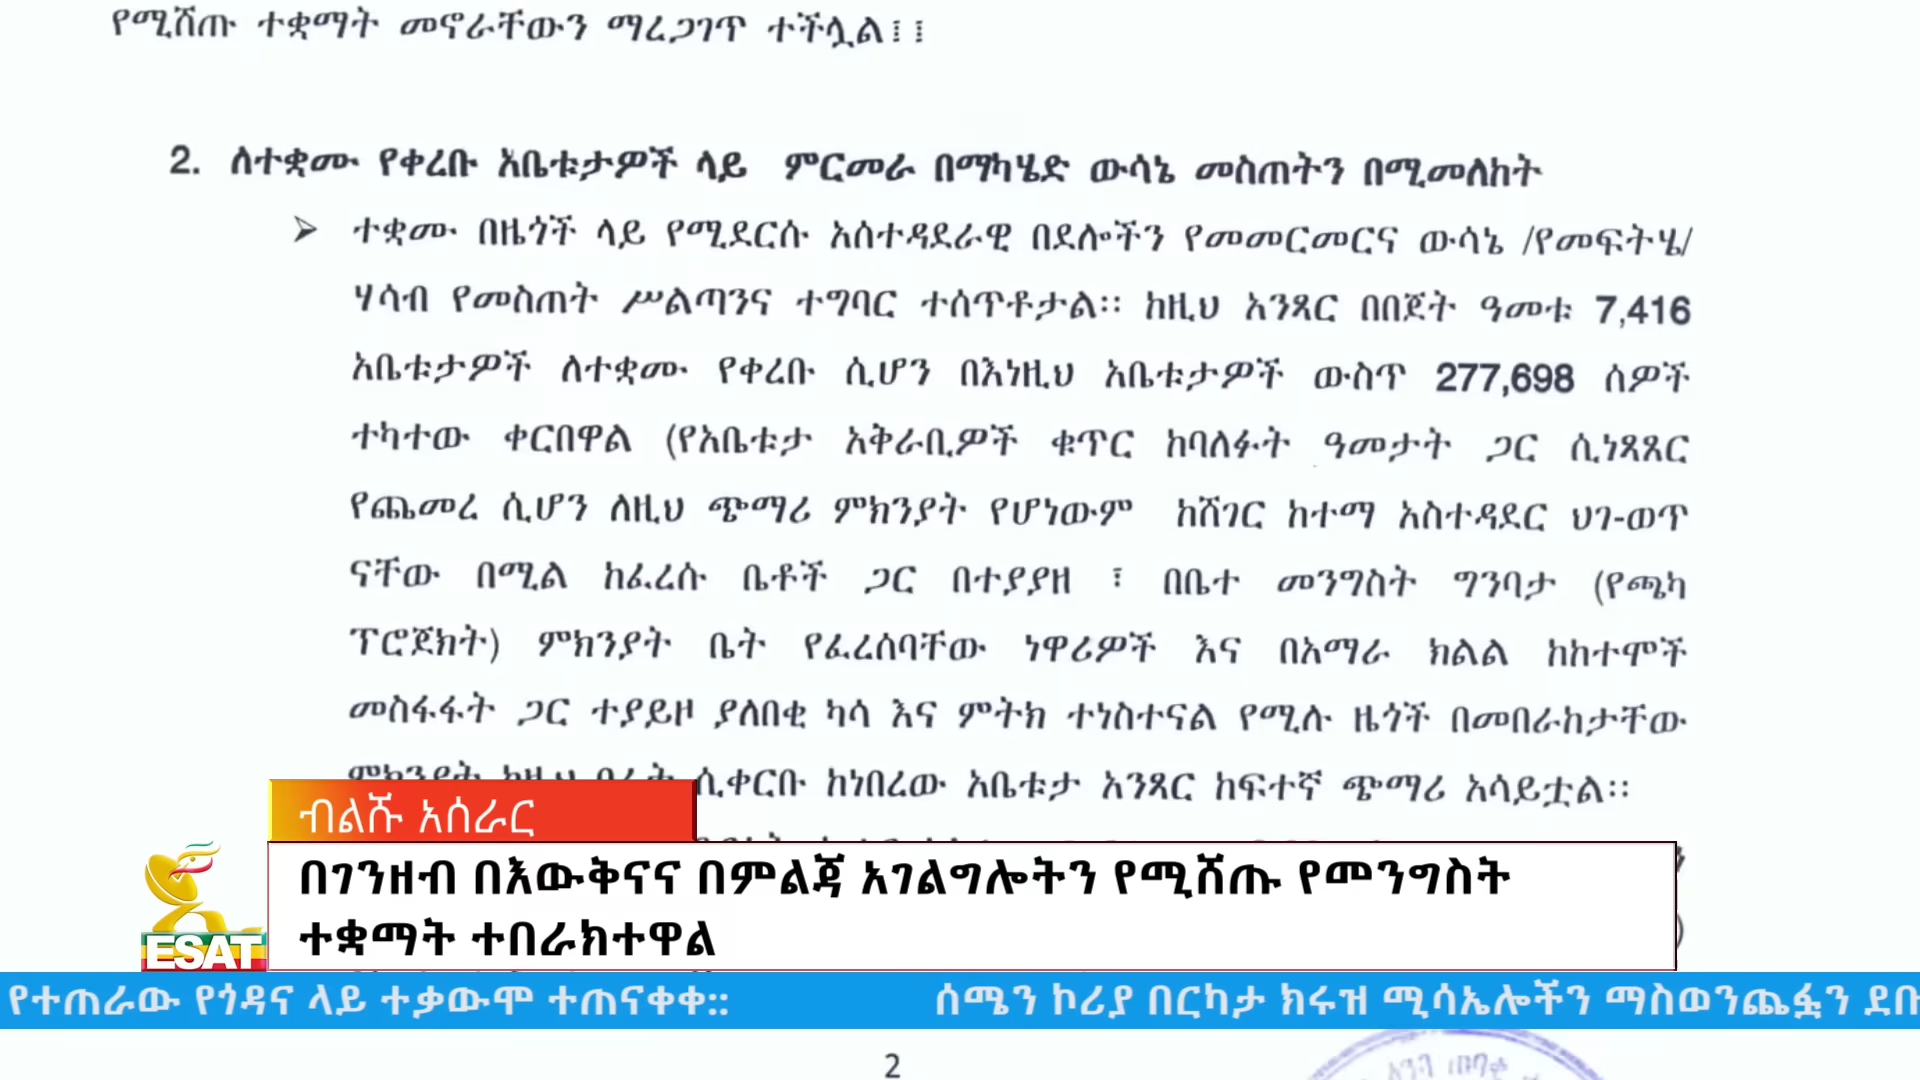 የሚሸጡ ተቋማት መኖራቸውን ማረጋገጥ ተችሏል፤፤
2. ለተቋሙ የቀረቡ አቤቱታዎች ላይ ምርመራ በማካሄድ ውሳኔ መስጠትን በሚመለከት
➢ ተቋሙ በዜጎች ላይ የሚደርሱ አሰተዳደራዊ በደሎችን የመመርመርና ውሳኔ /የመፍትሄ/
ሃሳብ የመስጠት ሥልጣንና ተግባር ተሰጥቶታል፡፡ ከዚህ አንጻር በበጀት ዓመቱ 7,416
አቤቱታዎች ለተቋሙ የቀረቡ ሲሆን በእነዚህ አቤቱታዎች ውስጥ 277,698 ሰዎች
ተካተው ቀርበዋል (የአቤቱታ አቅራቢዎች ቁጥር ከባለፉት ዓመታት ጋር ሲነጻጸር
የጨመረ ሲሆን ለዚህ ጭማሪ ምክንያት የሆነውም ከሸገር ከተማ አስተዳደር ህገ-ወጥ
ናቸው በሚል ከፈረሱ ቤቶች ጋር በተያያዘ ፣ በቤተ መንግስት ግንባታ (የጫካ
ፕሮጀክት) ምክንያት ቤት የፈረሰባቸው ነዋሪዎች እና በአማራ ክልል ከከተሞች
መስፋፋት ጋር ተያይዞ ያለበቂ ካሳ እና ምትክ ተነስተናል የሚሉ ዜጎች በመበራከታቸው
ሲቀርቡ ከነበረው አቤቱታ አንጻር ከፍተኛ ጭማሪ አሳይቷል፡፡
ብልሹ አሰራር
በገንዘብ በእውቅናና በምልጃ አገልግሎትን የሚሸጡ የመንግስት
ተቋማት ተበራክተዋል
ESAT
የተጠራው የጎዳና ላይ ተቃውሞ ተጠናቀቀ፡፡ ሰሜን ኮሪያ በርካታ ክሩዝ ሚሳኤሎችን ማስወንጨፏን ደቡ
2